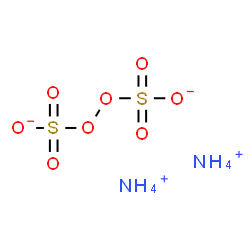 O
O O S O⁻
O⁻ S O O
O NH₄⁺
NH₄⁺